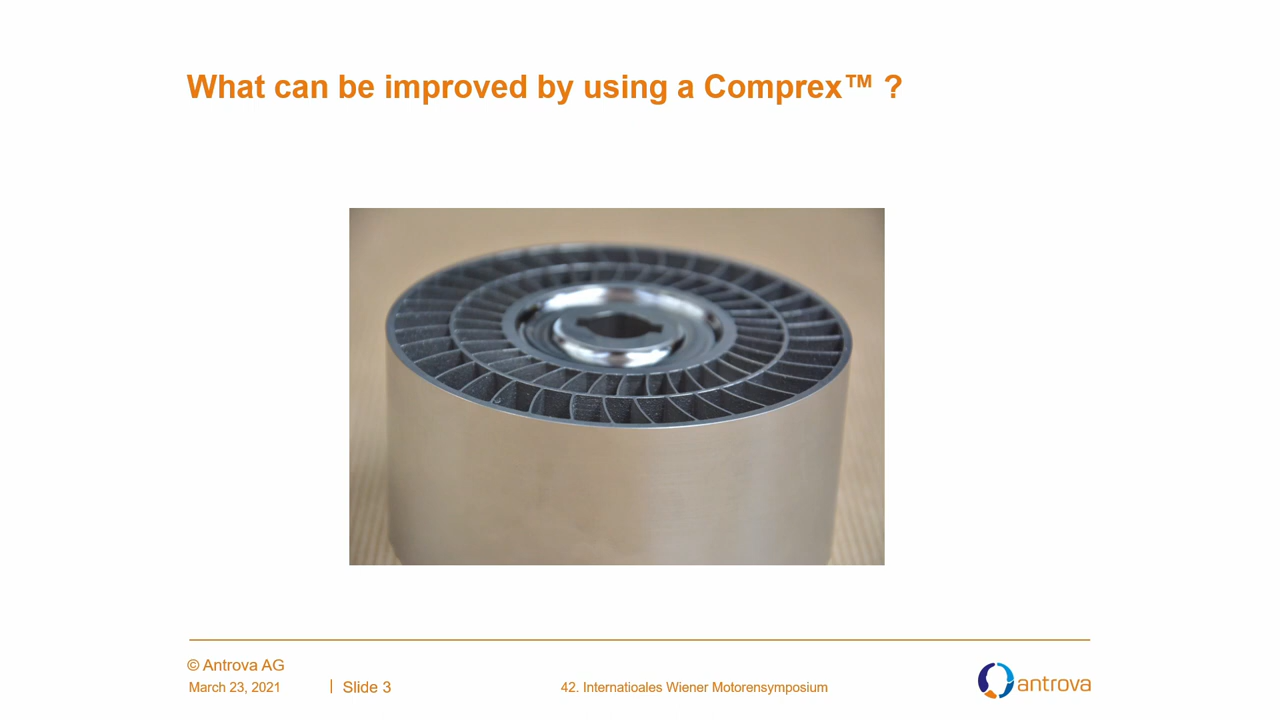 What can be improved by using a Comprex™ ?
© Antrova AG
March 23, 2021 | Slide 3
42. Internatioales Wiener Motorensymposium
antrova